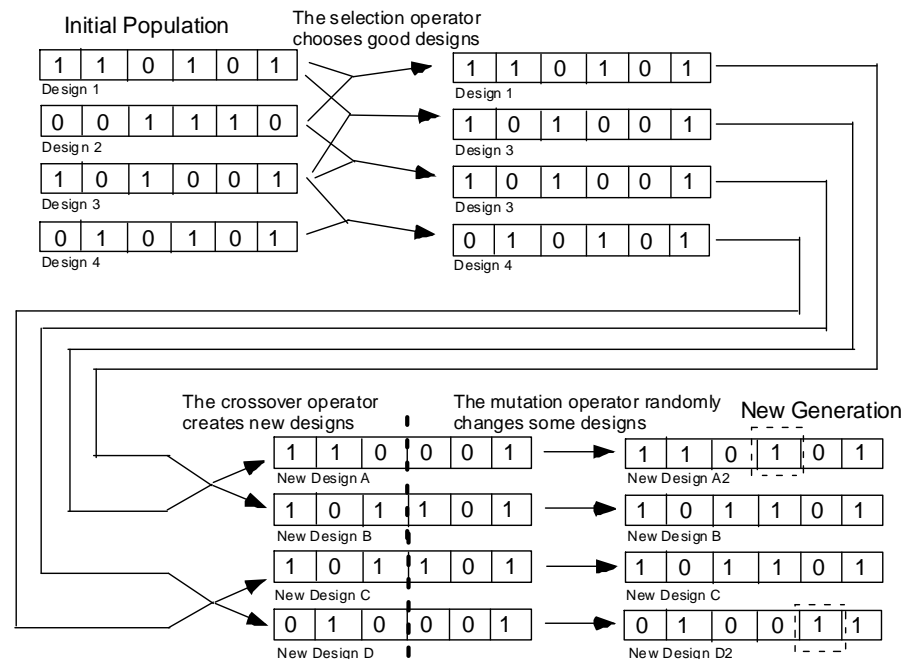 Initial Population
The selection operator
chooses good designs
1 1 0 1 0 1
Design 1
0 0 1 1 1 0
Design 2
1 0 1 0 0 1
Design 3
0 1 0 1 0 1
Design 4
1 1 0 1 0 1
Design 1
1 0 1 0 0 1
Design 3
1 0 1 0 0 1
Design 3
0 1 0 1 0 1
Design 4
The crossover operator
creates new designs
The mutation operator randomly
changes some designs
New Generation
1 1 0 0 0 1
New Design A
1 0 1 1 0 1
New Design B
1 0 1 1 0 1
New Design C
0 1 0 0 0 1
New Design D
1 1 0 1 0 1
New Design A2
1 0 1 1 0 1
New Design B
1 0 1 1 0 1
New Design C
0 1 0 0 1 1
New Design D2